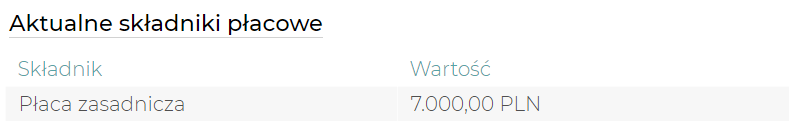 Aktualne składniki płacowe
Składnik Wartość
Płaca zasadnicza 7.000,00 PLN